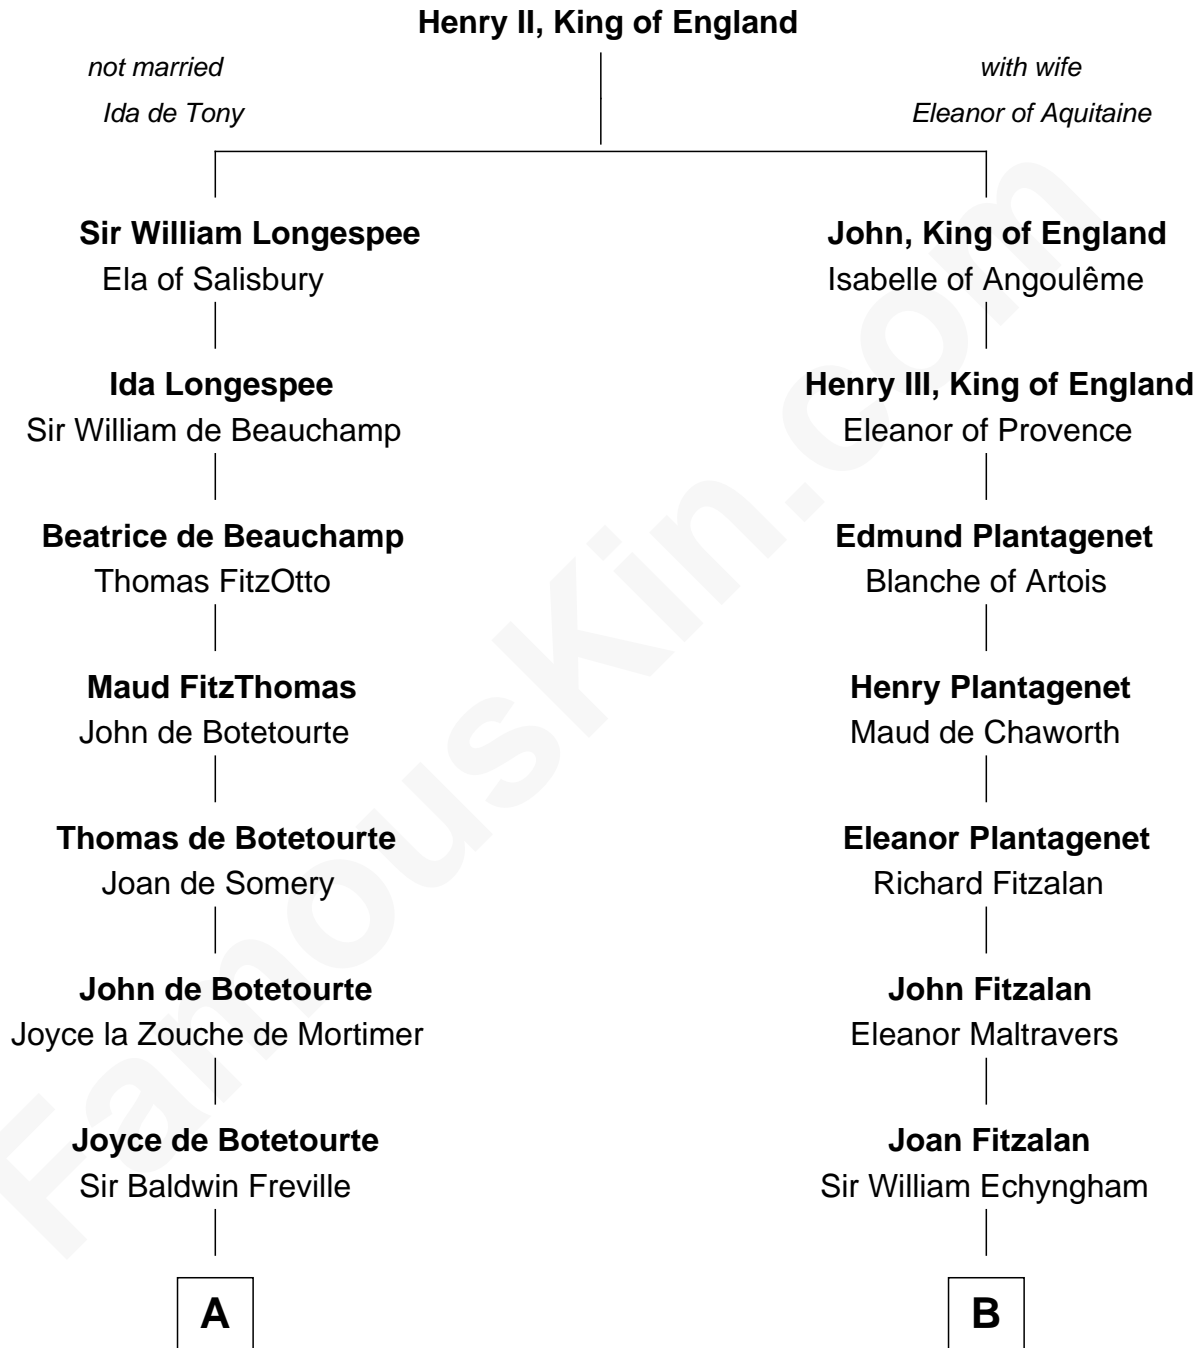 Henry II, King of England
not married
Ida de Tony
with wife
Eleanor of Aquitaine
Sir William Longespee
Ela of Salisbury
John, King of England
Isabelle of Angoulême
Ida Longespee
Sir William de Beauchamp
Henry III, King of England
Eleanor of Provence
Beatrice de Beauchamp
Thomas FitzOtto
Edmund Plantagenet
Blanche of Artois
Maud FitzThomas
John de Botetourte
Henry Plantagenet
Maud de Chaworth
Thomas de Botetourte
Joan de Somery
Eleanor Plantagenet
Richard Fitzalan
John de Botetourte
Joyce la Zouche de Mortimer
John Fitzalan
Eleanor Maltravers
Joyce de Botetourte
Sir Baldwin Freville
Joan Fitzalan
Sir William Echyngham
A
B
FamousKin.com